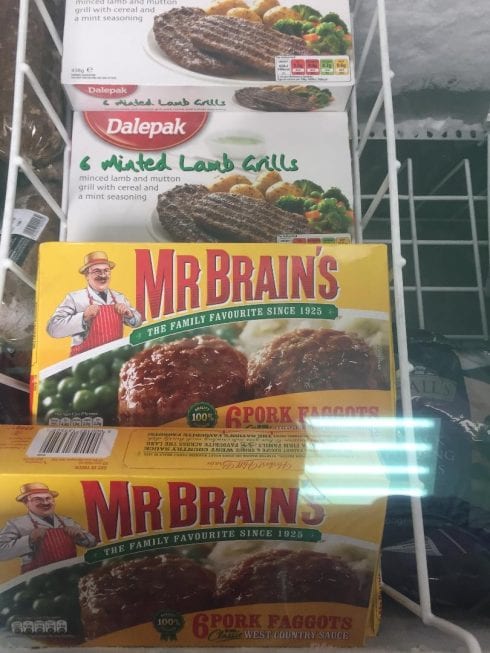 minced lamb and mutton
grill with cereal and
a mint seasoning
Dalepak
6 Minted Lamb Grills
Dalepak
6 Minted Lamb Grills
minced lamb and mutton
grill with cereal and
a mint seasoning
MR BRAIN'S
THE FAMILY FAVOURITE SINCE 1925
100%
6 PORK FAGGOTS
MR BRAIN'S
THE FAMILY FAVOURITE SINCE 1925
100%
6 PORK FAGGOTS
Classic WEST COUNTRY SAUCE